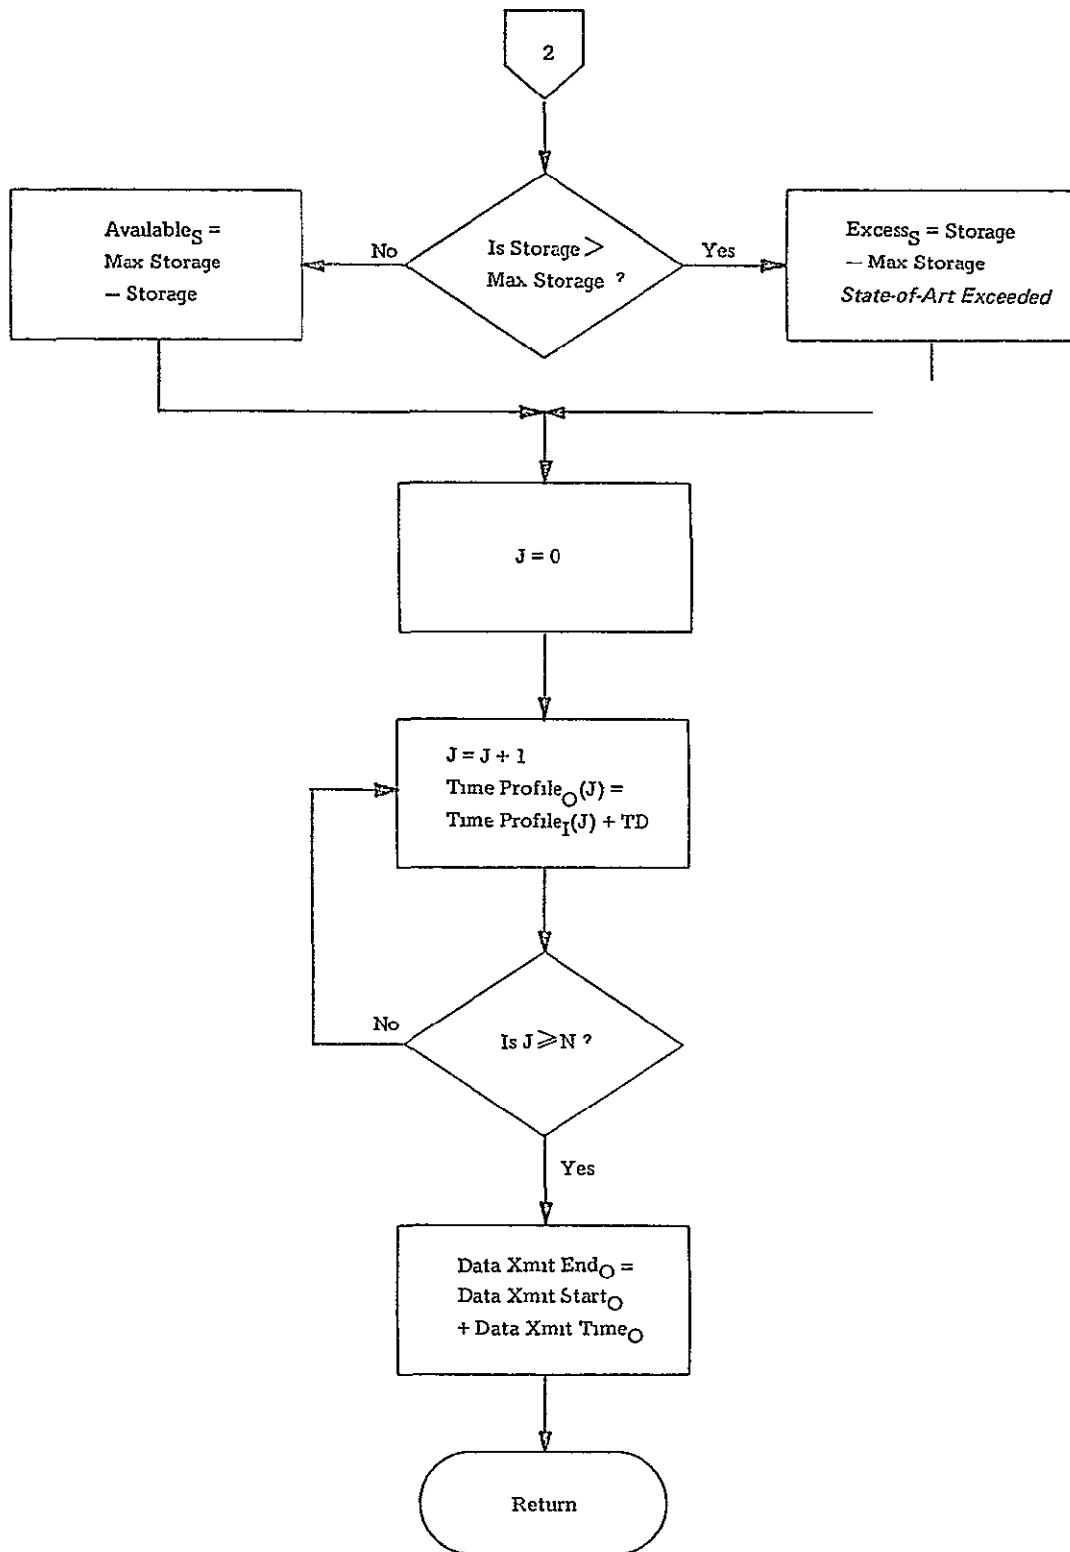 2
Available_S =
Max Storage
– Storage
No
Is Storage >
Max Storage ?
Yes
Excess_S = Storage
– Max Storage
State-of-Art Exceeded
J = 0
J = J + 1
Time Profile_O(J) =
Time Profile_I(J) + TD
No
Is J ⩾ N ?
Yes
Data Xmit End_O =
Data Xmit Start_O
+ Data Xmit Time_O
Return